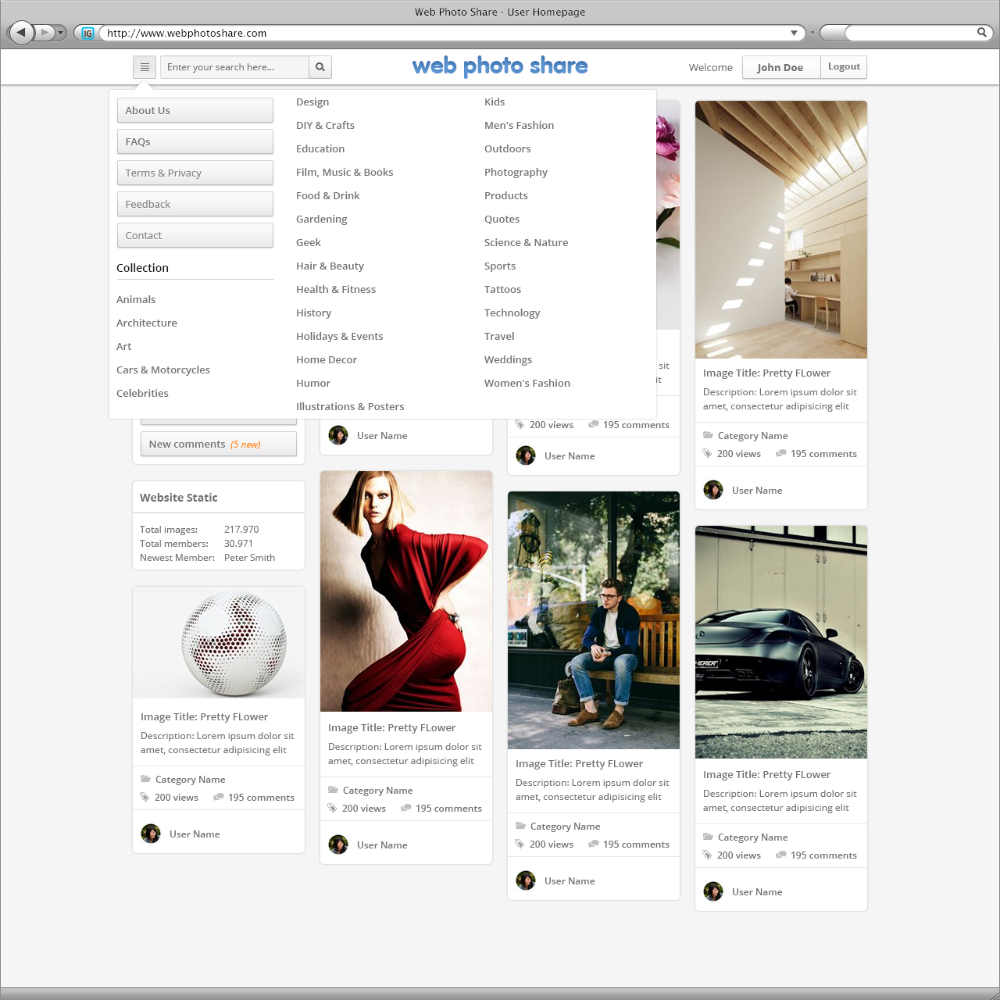 Web Photo Share - User Homepage
IG
http://www.webphotoshare.com
Enter your search here...
web photo share
Welcome
John Doe
Logout
About Us
FAQs
Terms & Privacy
Feedback
Contact
Collection
Animals
Architecture
Art
Cars & Motorcycles
Celebrities
Design
DIY & Crafts
Education
Film, Music & Books
Food & Drink
Gardening
Geek
Hair & Beauty
Health & Fitness
History
Holidays & Events
Home Decor
Humor
Illustrations & Posters
Kids
Men's Fashion
Outdoors
Photography
Products
Quotes
Science & Nature
Sports
Tattoos
Technology
Travel
Weddings
Women's Fashion
New comments (5 new)
Website Static
Total images: 217.970
Total members: 30.971
Newest Member: Peter Smith
Image Title: Pretty FLower
Description: Lorem ipsum dolor sit
amet, consectetur adipisicing elit
Category Name
200 views 195 comments
User Name
User Name
Image Title: Pretty FLower
Description: Lorem ipsum dolor sit
amet, consectetur adipisicing elit
Category Name
200 views 195 comments
User Name
sit
it
200 views 195 comments
User Name
Image Title: Pretty FLower
Description: Lorem ipsum dolor sit
amet, consectetur adipisicing elit
Category Name
200 views 195 comments
User Name
Image Title: Pretty FLower
Description: Lorem ipsum dolor sit
amet, consectetur adipisicing elit
Category Name
200 views 195 comments
User Name
Image Title: Pretty FLower
Description: Lorem ipsum dolor sit
amet, consectetur adipisicing elit
Category Name
200 views 195 comments
User Name